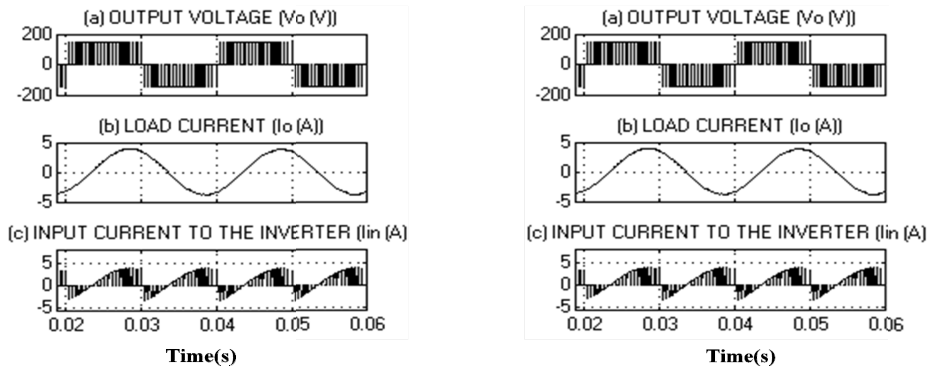 (a) OUTPUT VOLTAGE (Vo (V))
200
0
-200
(b) LOAD CURRENT (Io (A))
5
0
-5
(c) INPUT CURRENT TO THE INVERTER (Iin (A)
5
0
-5
0.02 0.03 0.04 0.05 0.06
Time(s)
(a) OUTPUT VOLTAGE (Vo (V))
200
0
-200
(b) LOAD CURRENT (Io (A))
5
0
-5
(c) INPUT CURRENT TO THE INVERTER (Iin (A)
5
0
-5
0.02 0.03 0.04 0.05 0.06
Time(s)